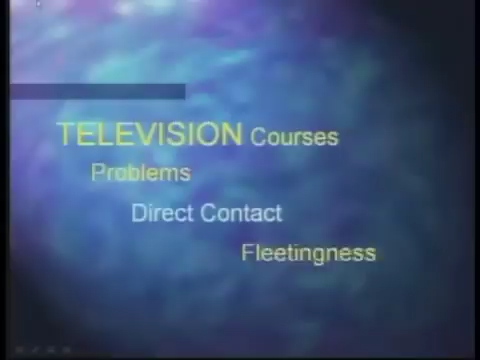 TELEVISION Courses
Problems
Direct Contact
Fleetingness